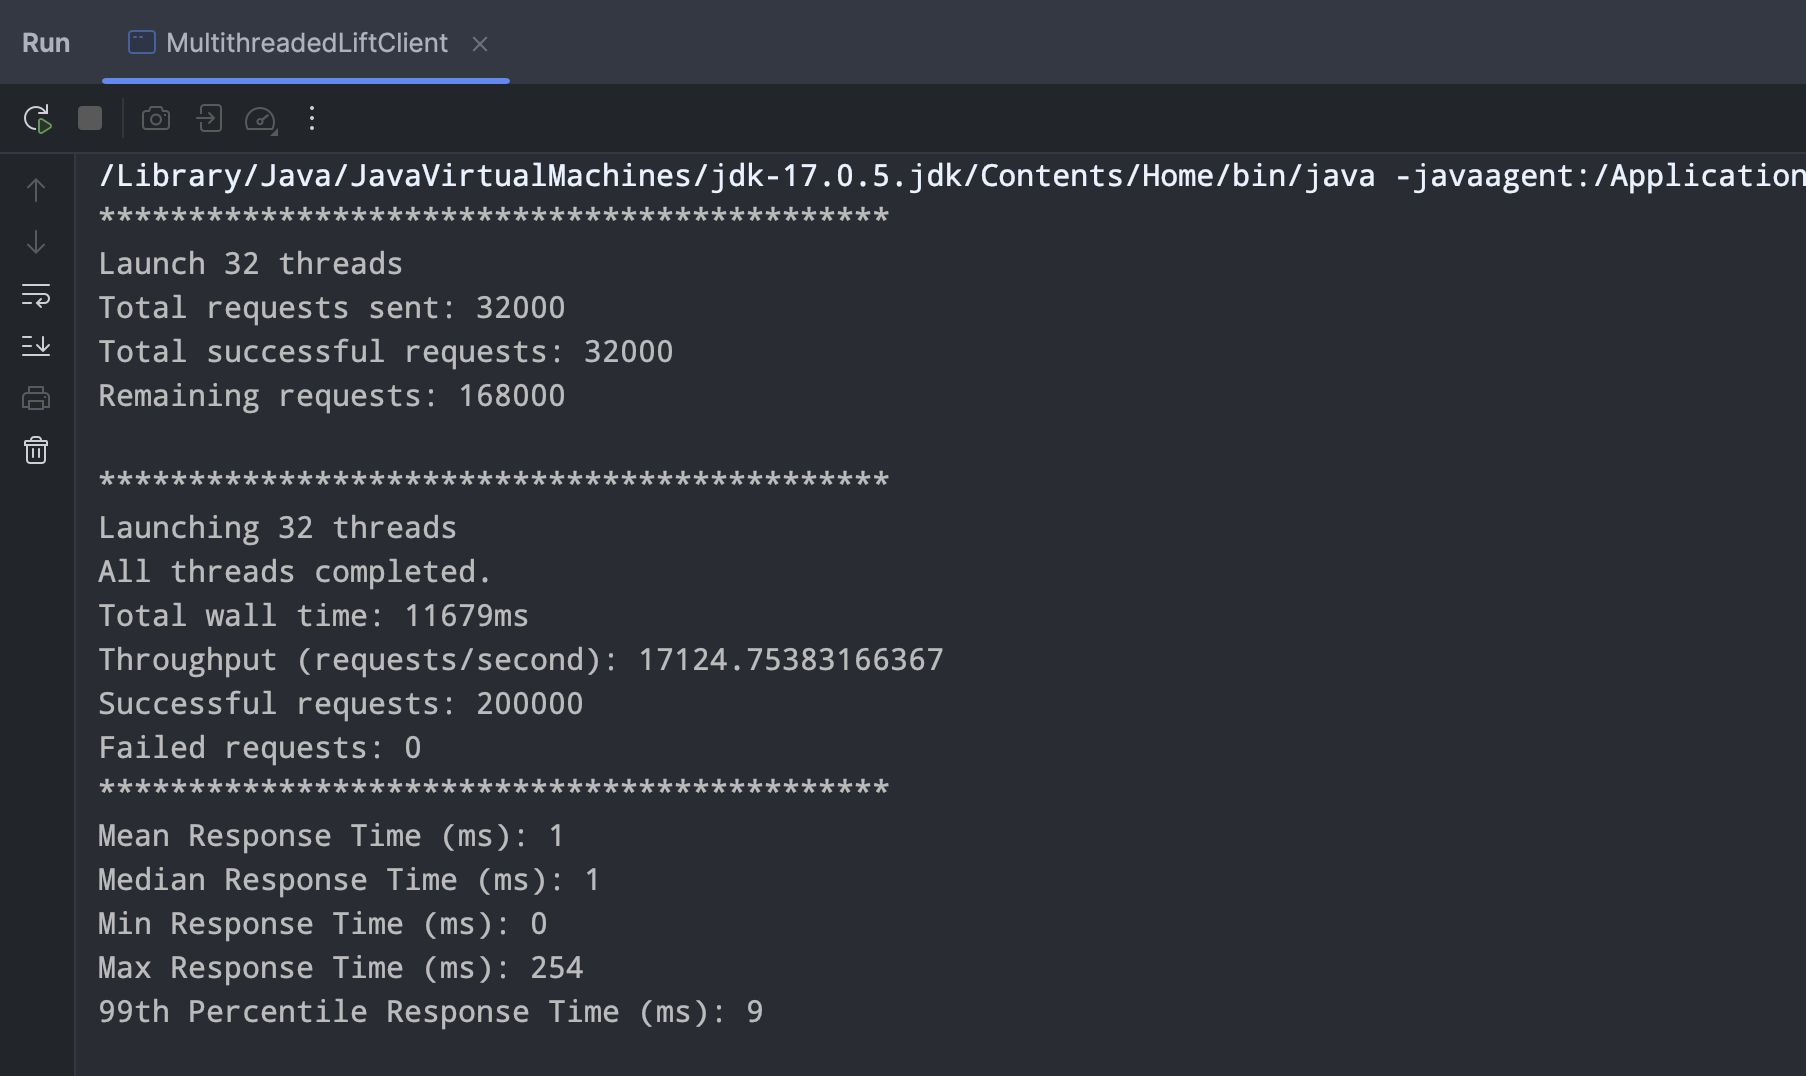 Run
MultithreadedLiftClient
/Library/Java/JavaVirtualMachines/jdk-17.0.5.jdk/Contents/Home/bin/java -javaagent:/Application
********************************************
Launch 32 threads
Total requests sent: 32000
Total successful requests: 32000
Remaining requests: 168000
********************************************
Launching 32 threads
All threads completed.
Total wall time: 11679ms
Throughput (requests/second): 17124.75383166367
Successful requests: 200000
Failed requests: 0
********************************************
Mean Response Time (ms): 1
Median Response Time (ms): 1
Min Response Time (ms): 0
Max Response Time (ms): 254
99th Percentile Response Time (ms): 9